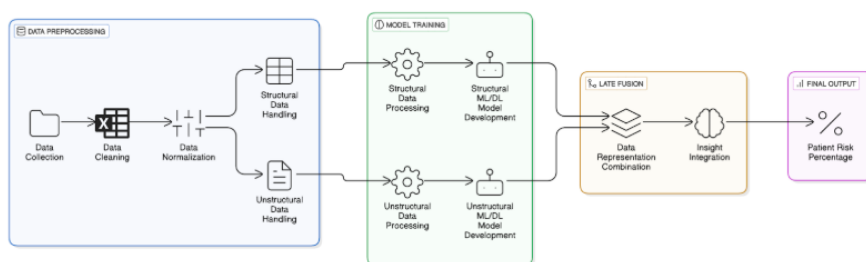 DATA PREPROCESSING
Data
Collection
Data
Cleaning
Data
Normalization
Structural
Data
Handling
Unstructural
Data
Handling
MODEL TRAINING
Structural
Data
Processing
Structural
ML/DL
Model
Development
Unstructural
Data
Processing
Unstructural
ML/DL
Model
Development
LATE FUSION
Data
Representation
Combination
Insight
Integration
FINAL OUTPUT
Patient Risk
Percentage